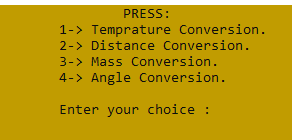 PRESS:
1-> Temprature Conversion.
2-> Distance Conversion.
3-> Mass Conversion.
4-> Angle Conversion.
Enter your choice :